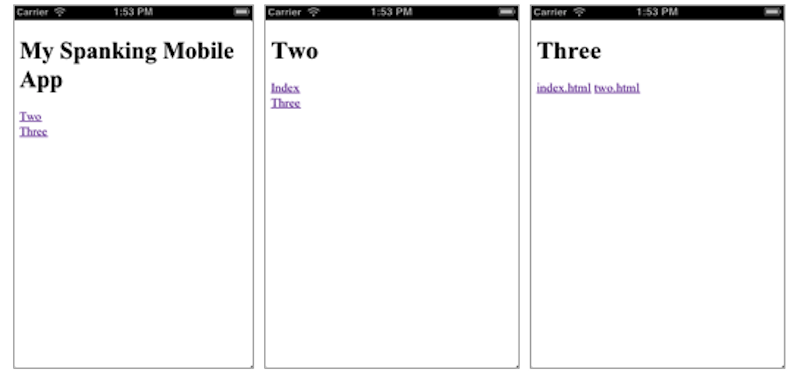 Carrier 1:53 PM
My Spanking Mobile
App
Two
Three
Carrier 1:53 PM
Two
Index
Three
Carrier 1:53 PM
Three
index.html two.html